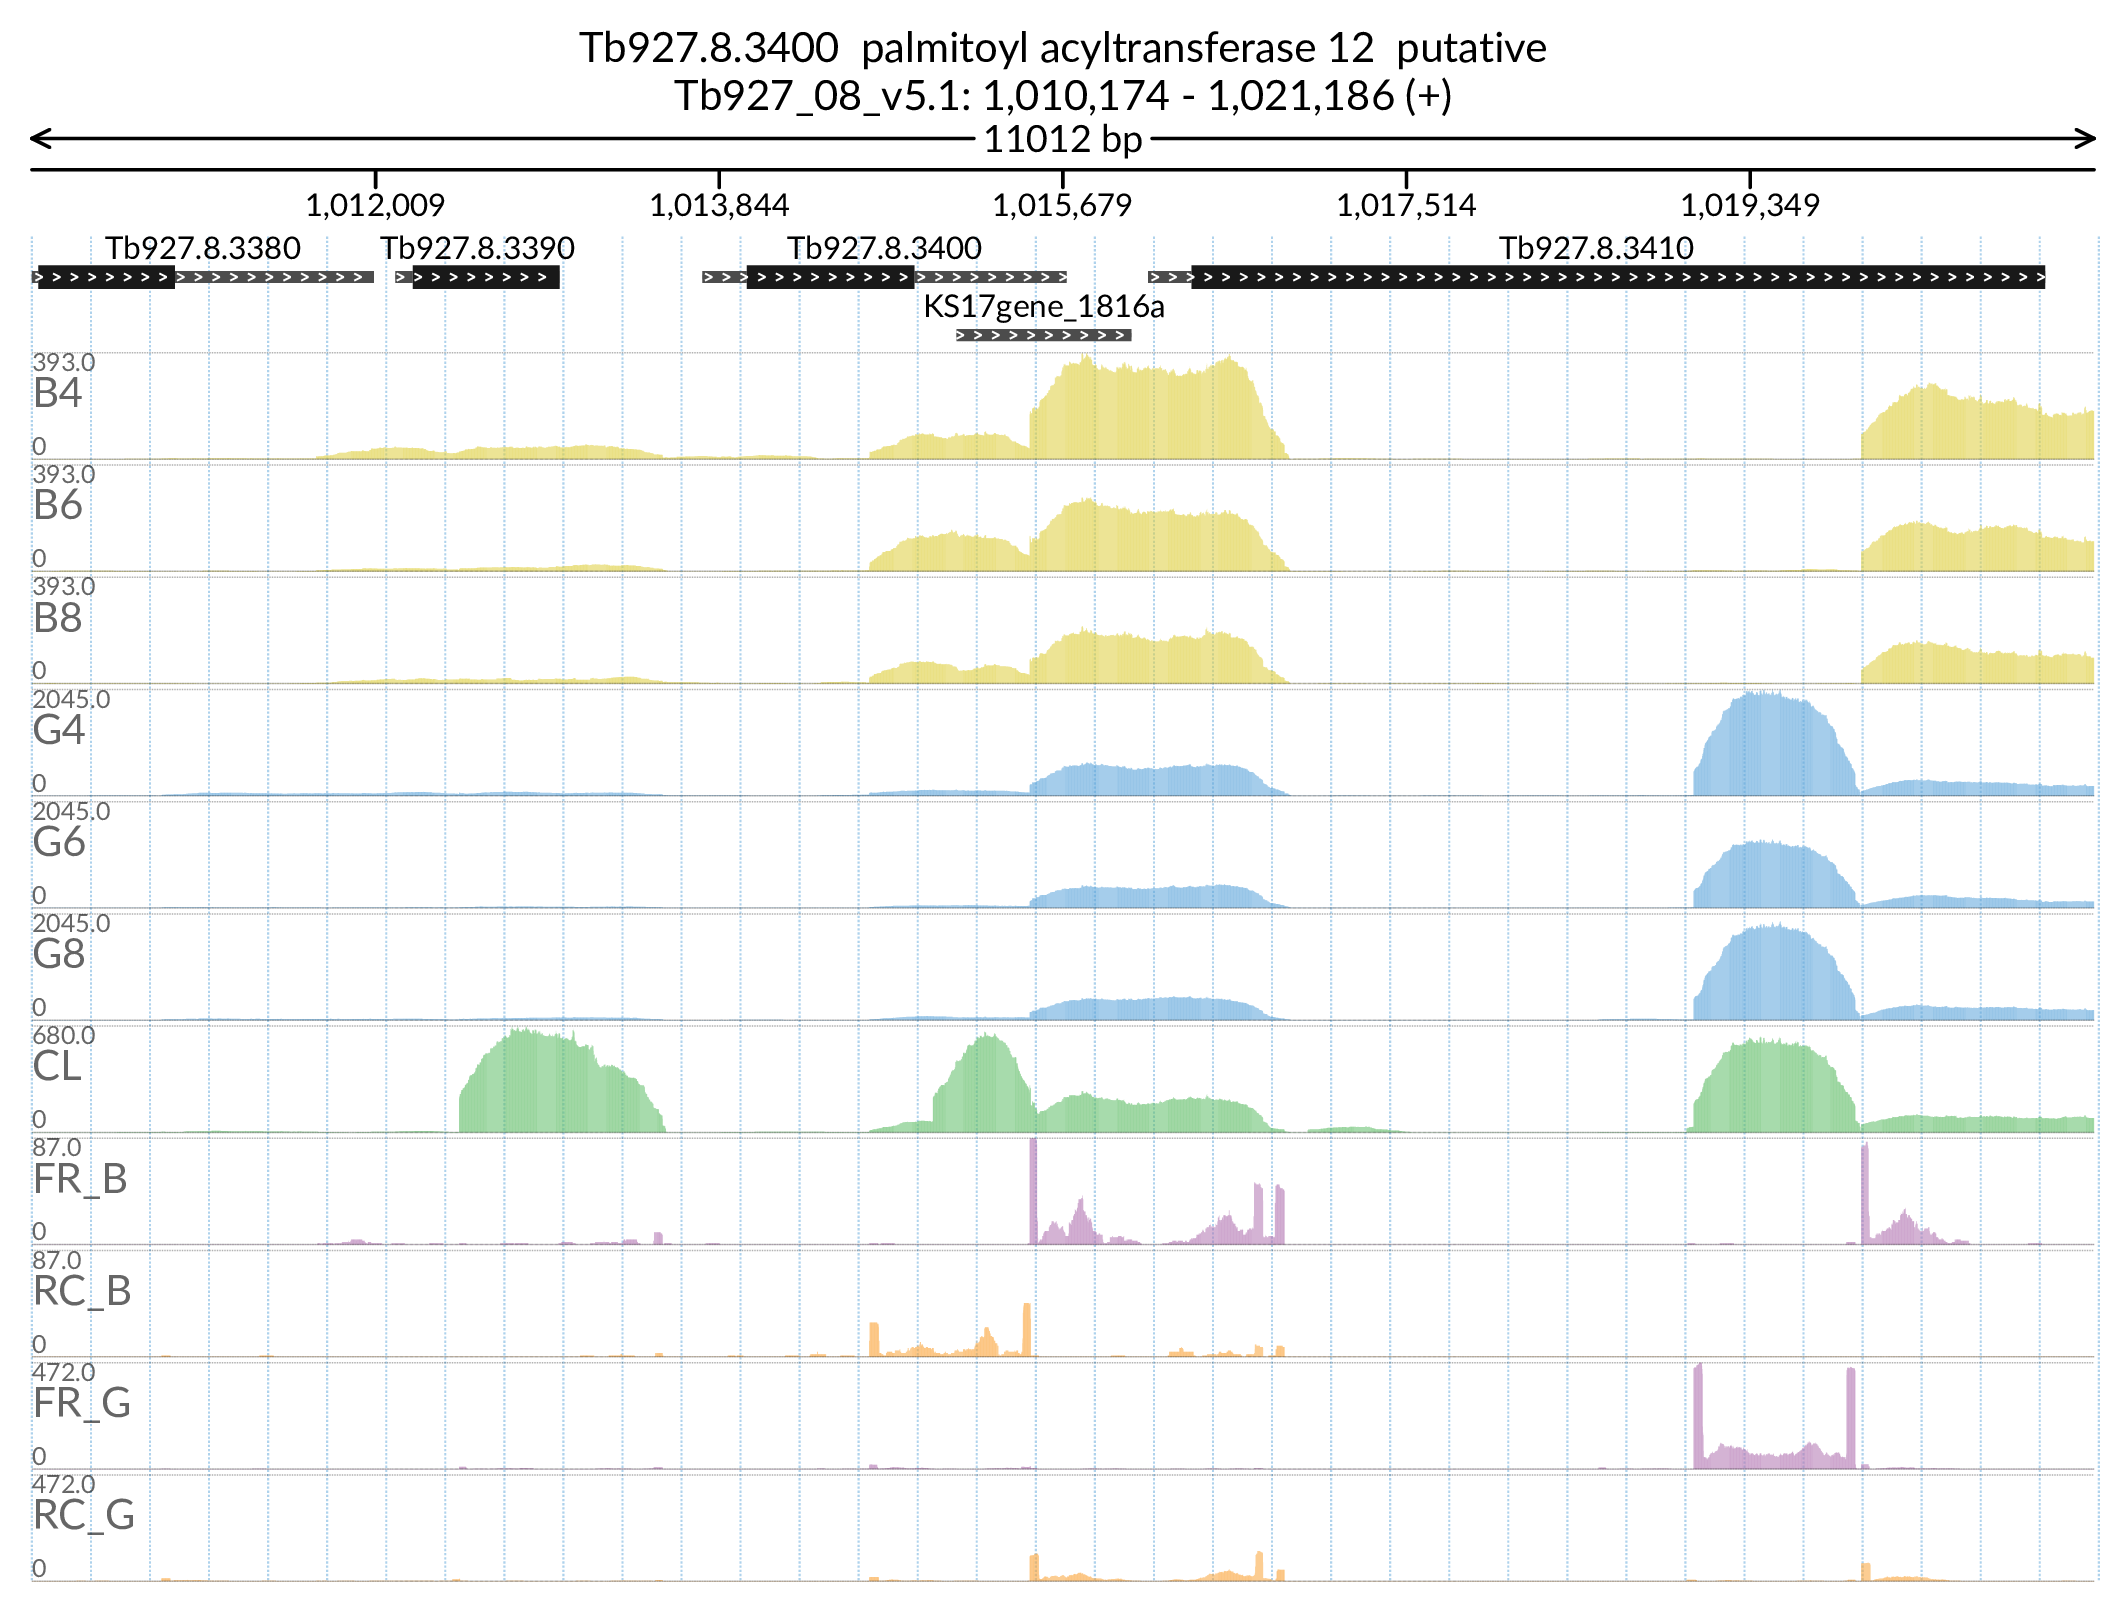 Tb927.8.3400  palmitoyl acyltransferase 12  putative
Tb927_08_v5.1: 1,010,174 - 1,021,186 (+)
11012 bp
1,012,009 1,013,844 1,015,679 1,017,514 1,019,349
Tb927.8.3380 Tb927.8.3390 Tb927.8.3400 Tb927.8.3410
KS17gene_1816a
393.0
B4
0
393.0
B6
0
393.0
B8
0
2045.0
G4
0
2045.0
G6
0
2045.0
G8
0
680.0
CL
0
87.0
FR_B
0
87.0
RC_B
0
472.0
FR_G
0
472.0
RC_G
0